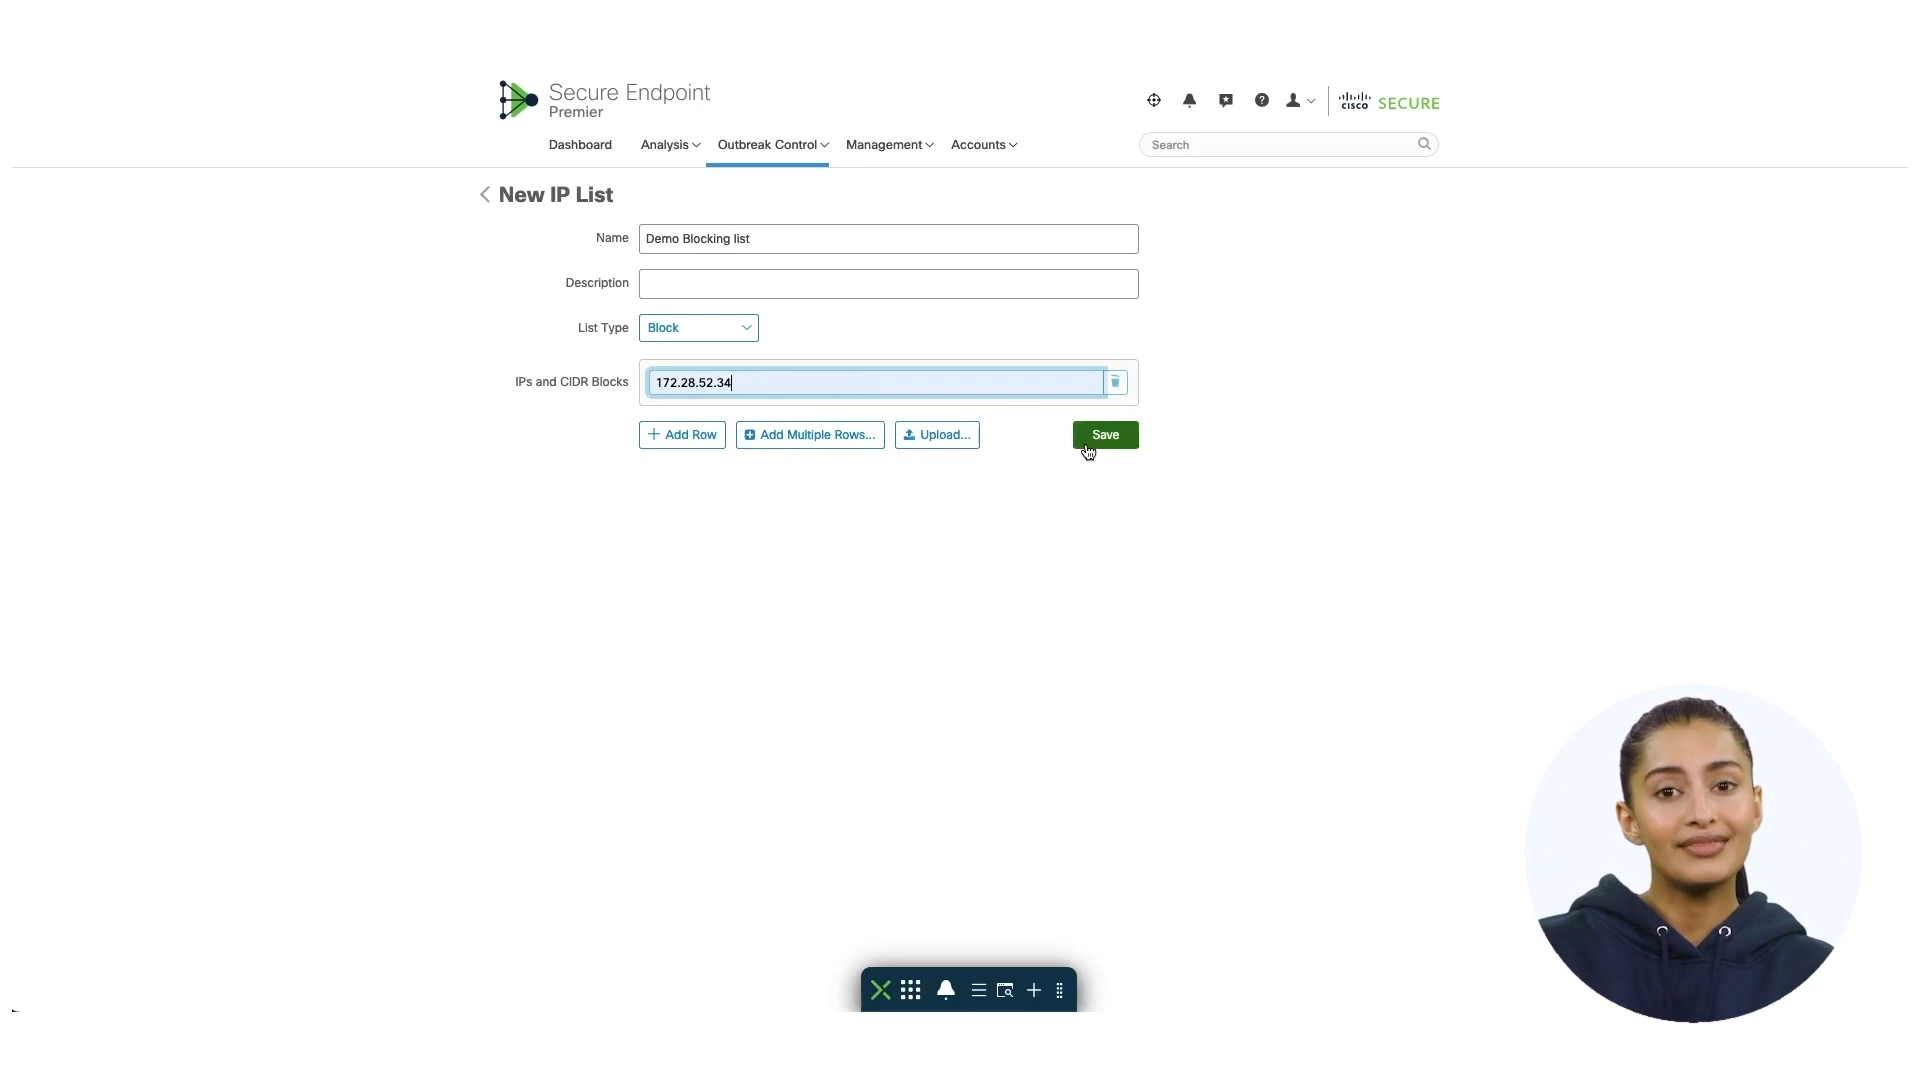 Secure Endpoint
Premier
CISCO SECURE
Dashboard Analysis Outbreak Control Management Accounts Search
New IP List
Name Demo Blocking list
Description
List Type Block
IPs and CIDR Blocks 172.28.52.34
Add Row Add Multiple Rows... Upload... Save